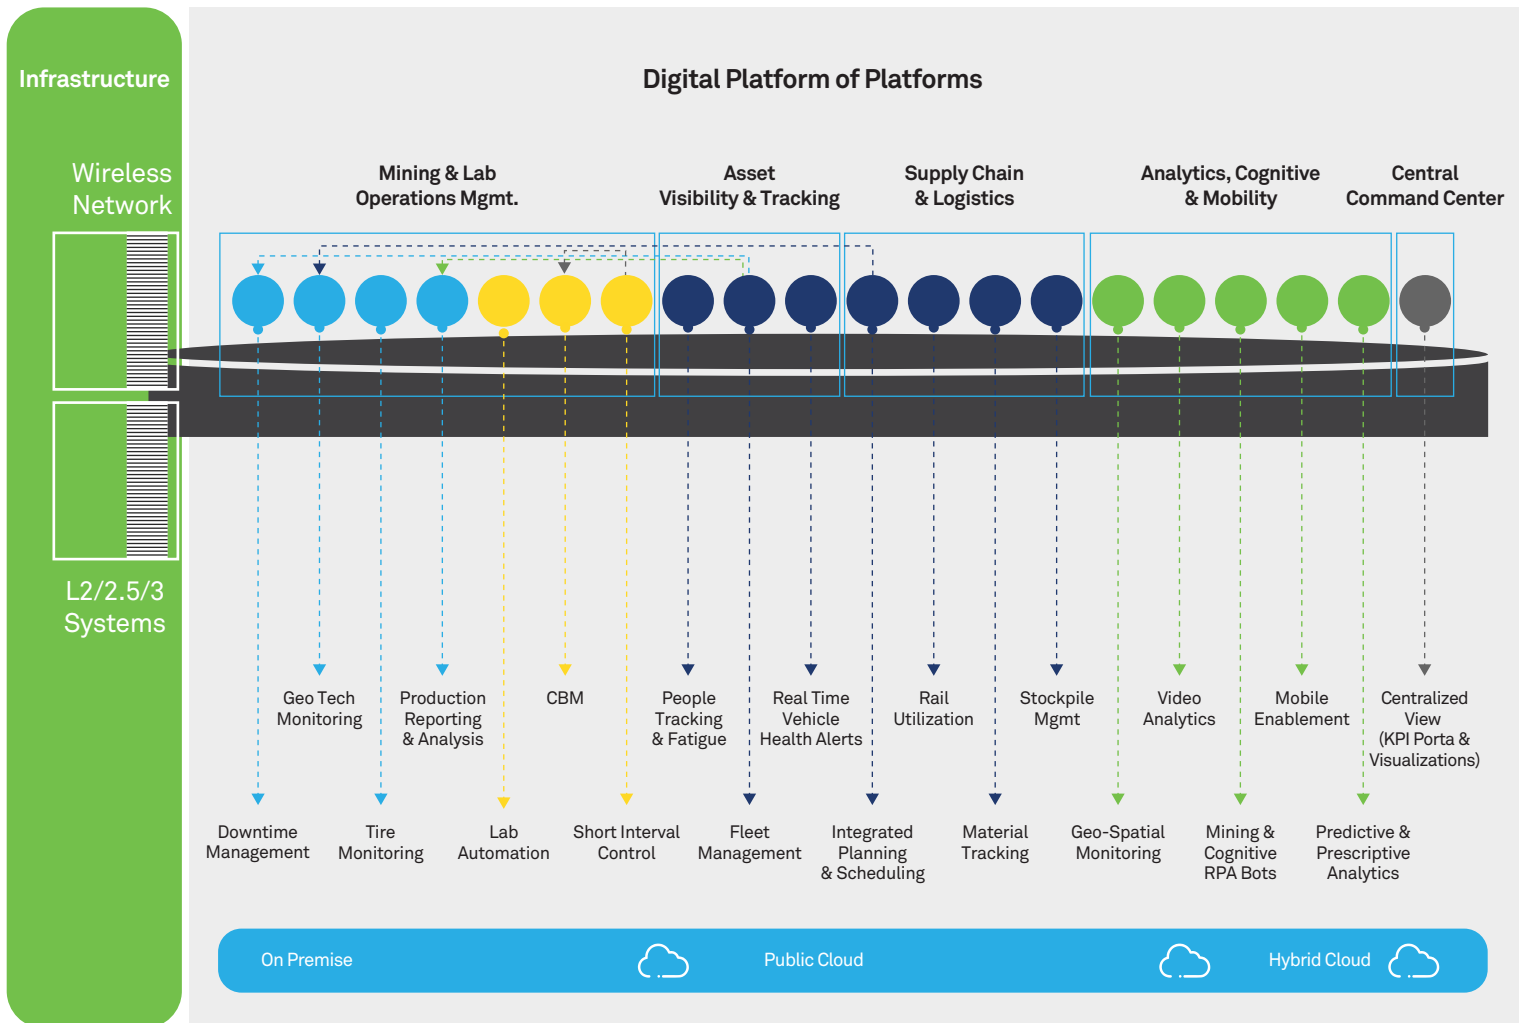 Infrastructure
Wireless
Network
L2/2.5/3
Systems
Digital Platform of Platforms
Mining & Lab
Operations Mgmt.
Asset
Visibility & Tracking
Supply Chain
& Logistics
Analytics, Cognitive
& Mobility
Central
Command Center
Geo Tech
Monitoring
Production
Reporting
& Analysis
CBM
People
Tracking
& Fatigue
Real Time
Vehicle
Health Alerts
Rail
Utilization
Stockpile
Mgmt
Video
Analytics
Mobile
Enablement
Centralized
View
(KPI Porta &
Visualizations)
Downtime
Management
Tire
Monitoring
Lab
Automation
Short Interval
Control
Fleet
Management
Integrated
Planning
& Scheduling
Material
Tracking
Geo-Spatial
Monitoring
Mining &
Cognitive
RPA Bots
Predictive &
Prescriptive
Analytics
On Premise
Public Cloud
Hybrid Cloud